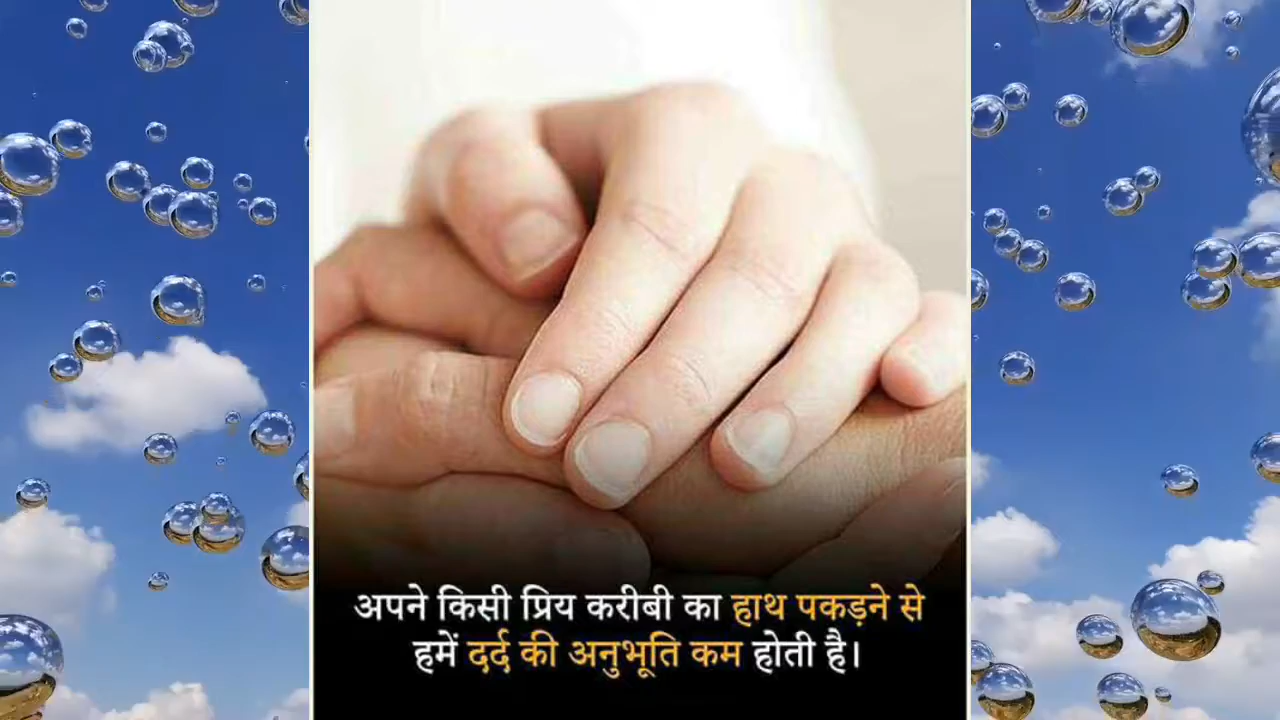 अपने किसी प्रिय करीबी का हाथ पकड़ने से
हमें दर्द की अनुभूति कम होती है।